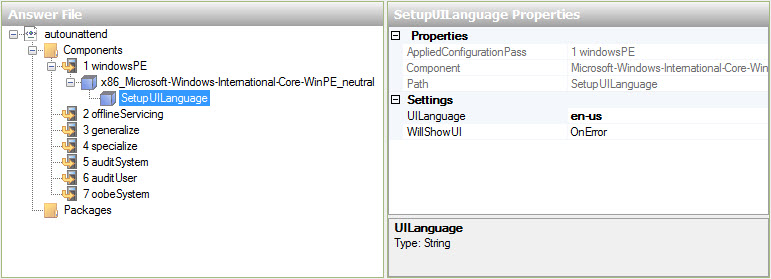 Answer File
autounattend
Components
1 windowsPE
x86_Microsoft-Windows-International-Core-WinPE_neutral
SetupUILanguage
2 offlineServicing
3 generalize
4 specialize
5 auditSystem
6 auditUser
7 oobeSystem
Packages
SetupUILanguage Properties
Properties
AppliedConfigurationPass 1 windowsPE
Component Microsoft-Windows-International-Core-Win
Path SetupUILanguage
Settings
UILanguage en-us
WillShowUI OnError
UILanguage
Type: String